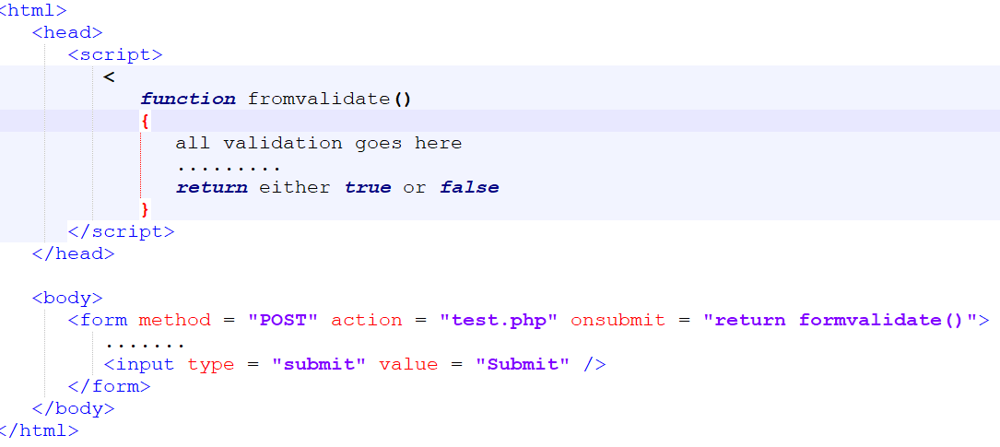 <html>
<head>
<script>
<
function fromvalidate()
{
all validation goes here
.........
return either true or false
}
</script>
</head>
<body>
<form method = "POST" action = "test.php" onsubmit = "return formvalidate()">
.......
<input type = "submit" value = "Submit" />
</form>
</body>
</html>